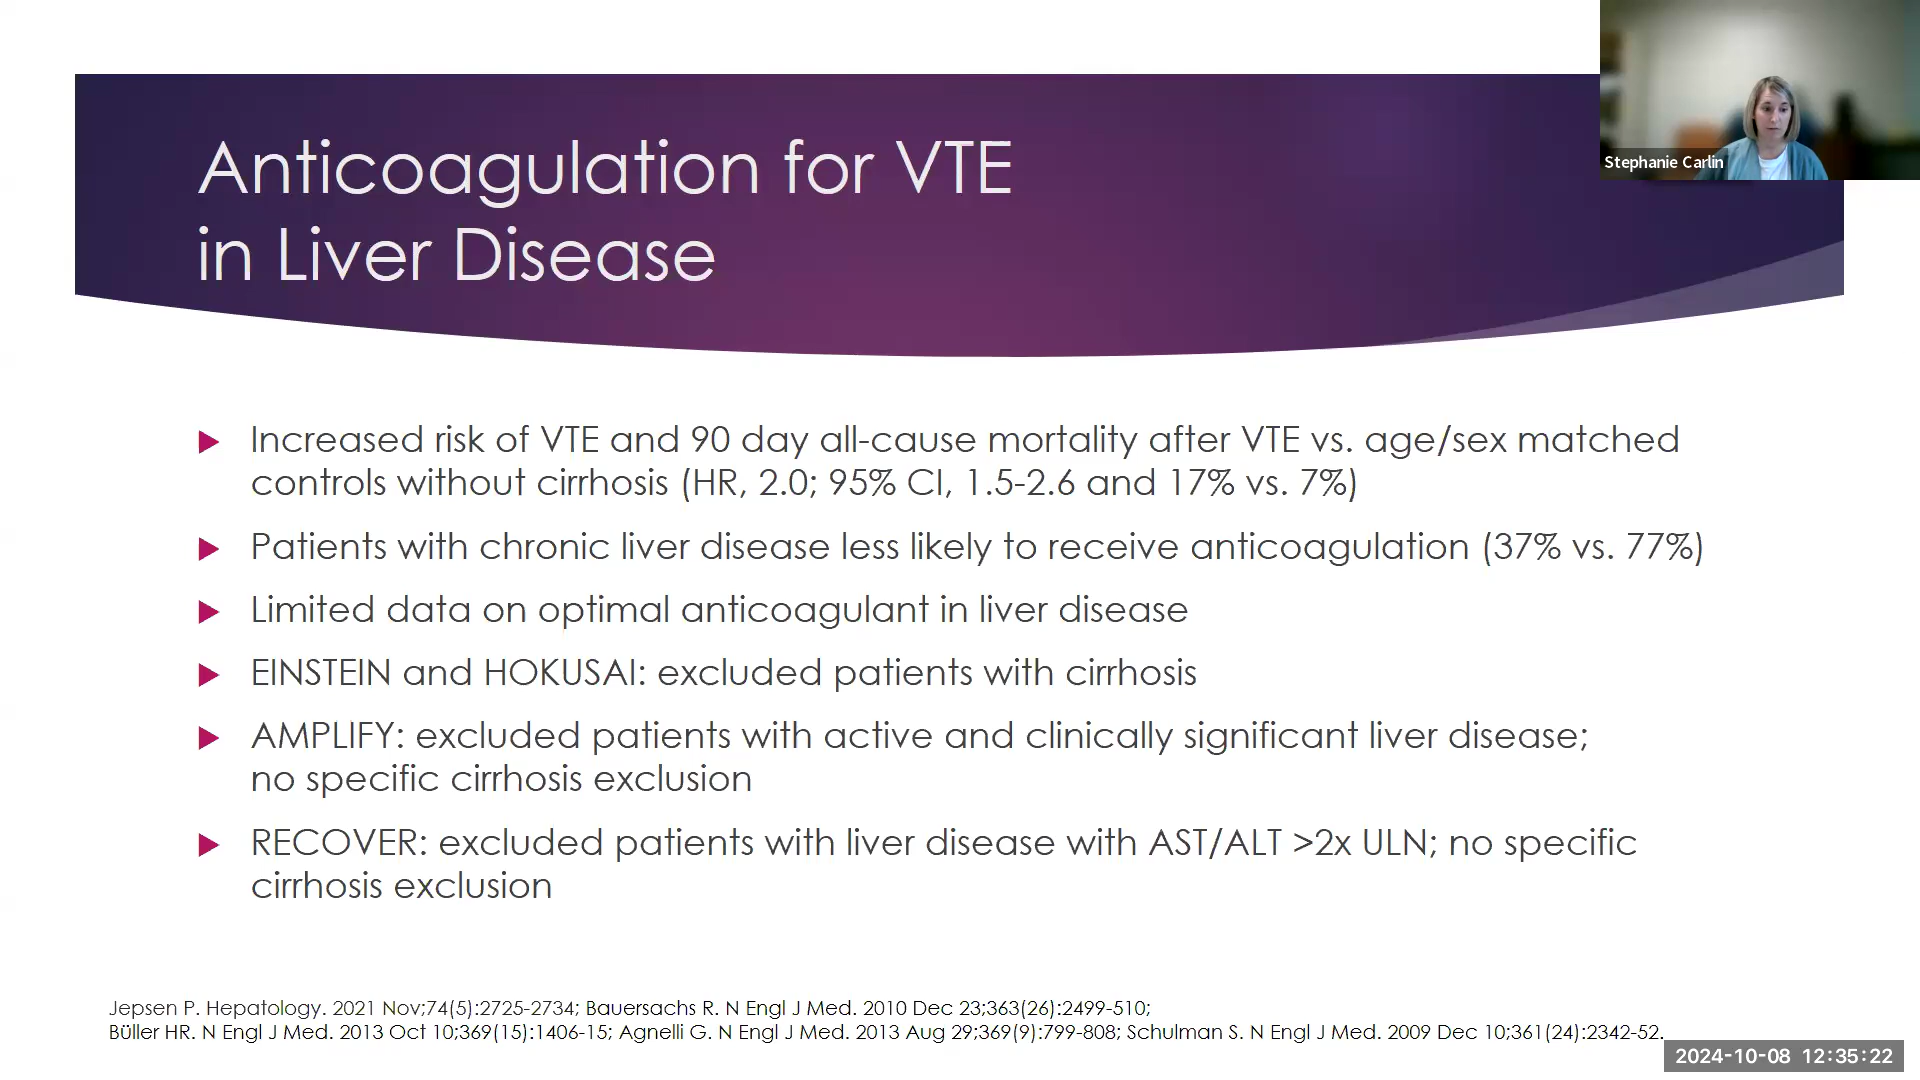 Stephanie Carlin
Anticoagulation for VTE
in Liver Disease
Increased risk of VTE and 90 day all-cause mortality after VTE vs. age/sex matched
controls without cirrhosis (HR, 2.0; 95% CI, 1.5-2.6 and 17% vs. 7%)
Patients with chronic liver disease less likely to receive anticoagulation (37% vs. 77%)
Limited data on optimal anticoagulant in liver disease
EINSTEIN and HOKUSAI: excluded patients with cirrhosis
AMPLIFY: excluded patients with active and clinically significant liver disease;
no specific cirrhosis exclusion
RECOVER: excluded patients with liver disease with AST/ALT >2x ULN; no specific
cirrhosis exclusion
Jepsen P. Hepatology. 2021 Nov;74(5):2725-2734; Bauersachs R. N Engl J Med. 2010 Dec 23;363(26):2499-510;
Büller HR. N Engl J Med. 2013 Oct 10;369(15):1406-15; Agnelli G. N Engl J Med. 2013 Aug 29;369(9):799-808; Schulman S. N Engl J Med. 2009 Dec 10;361(24):2342-52.
2024-10-08 12:35:22